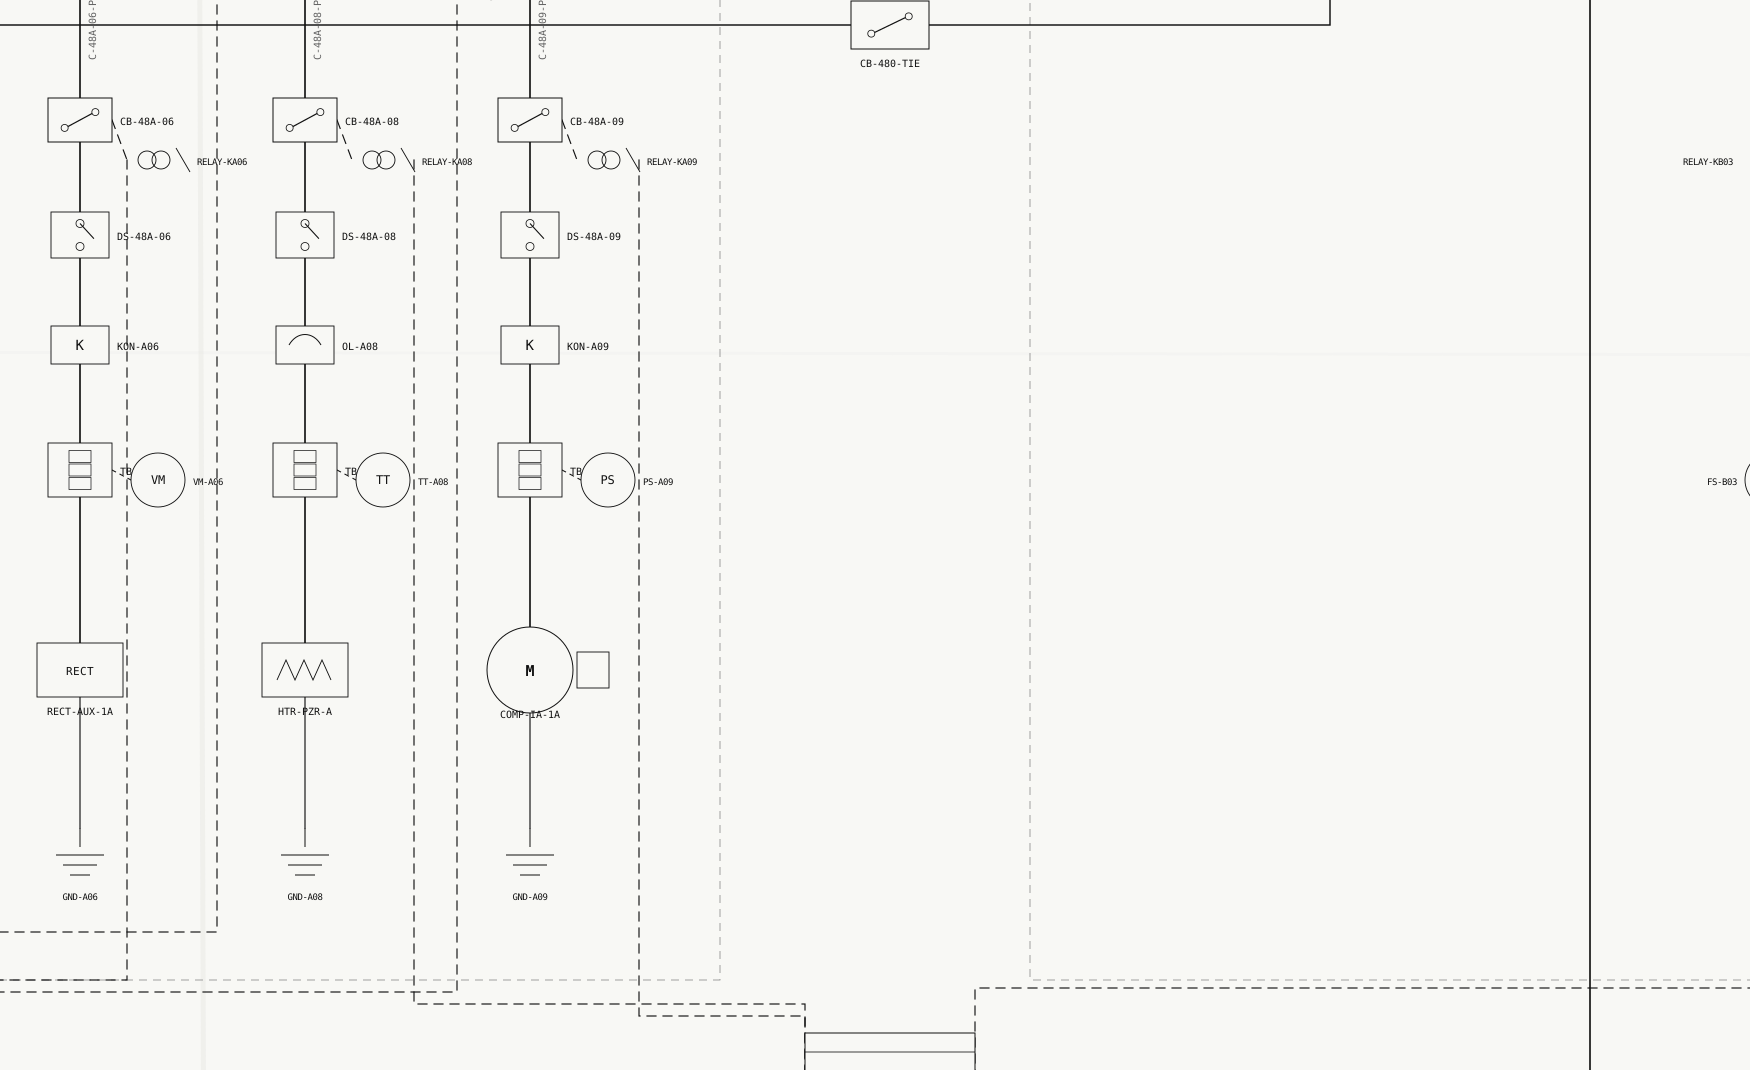 C-48A-06-P
C-48A-08-P
C-48A-09-P
CB-480-TIE
CB-48A-06
CB-48A-08
CB-48A-09
RELAY-KA06
RELAY-KA08
RELAY-KA09
RELAY-KB03
DS-48A-06
DS-48A-08
DS-48A-09
K
KON-A06
OL-A08
K
KON-A09
TB
VM
VM-A06
TB
TT
TT-A08
TB
PS
PS-A09
FS-B03
RECT
M
RECT-AUX-1A
HTR-PZR-A
COMP-IA-1A
GND-A06
GND-A08
GND-A09